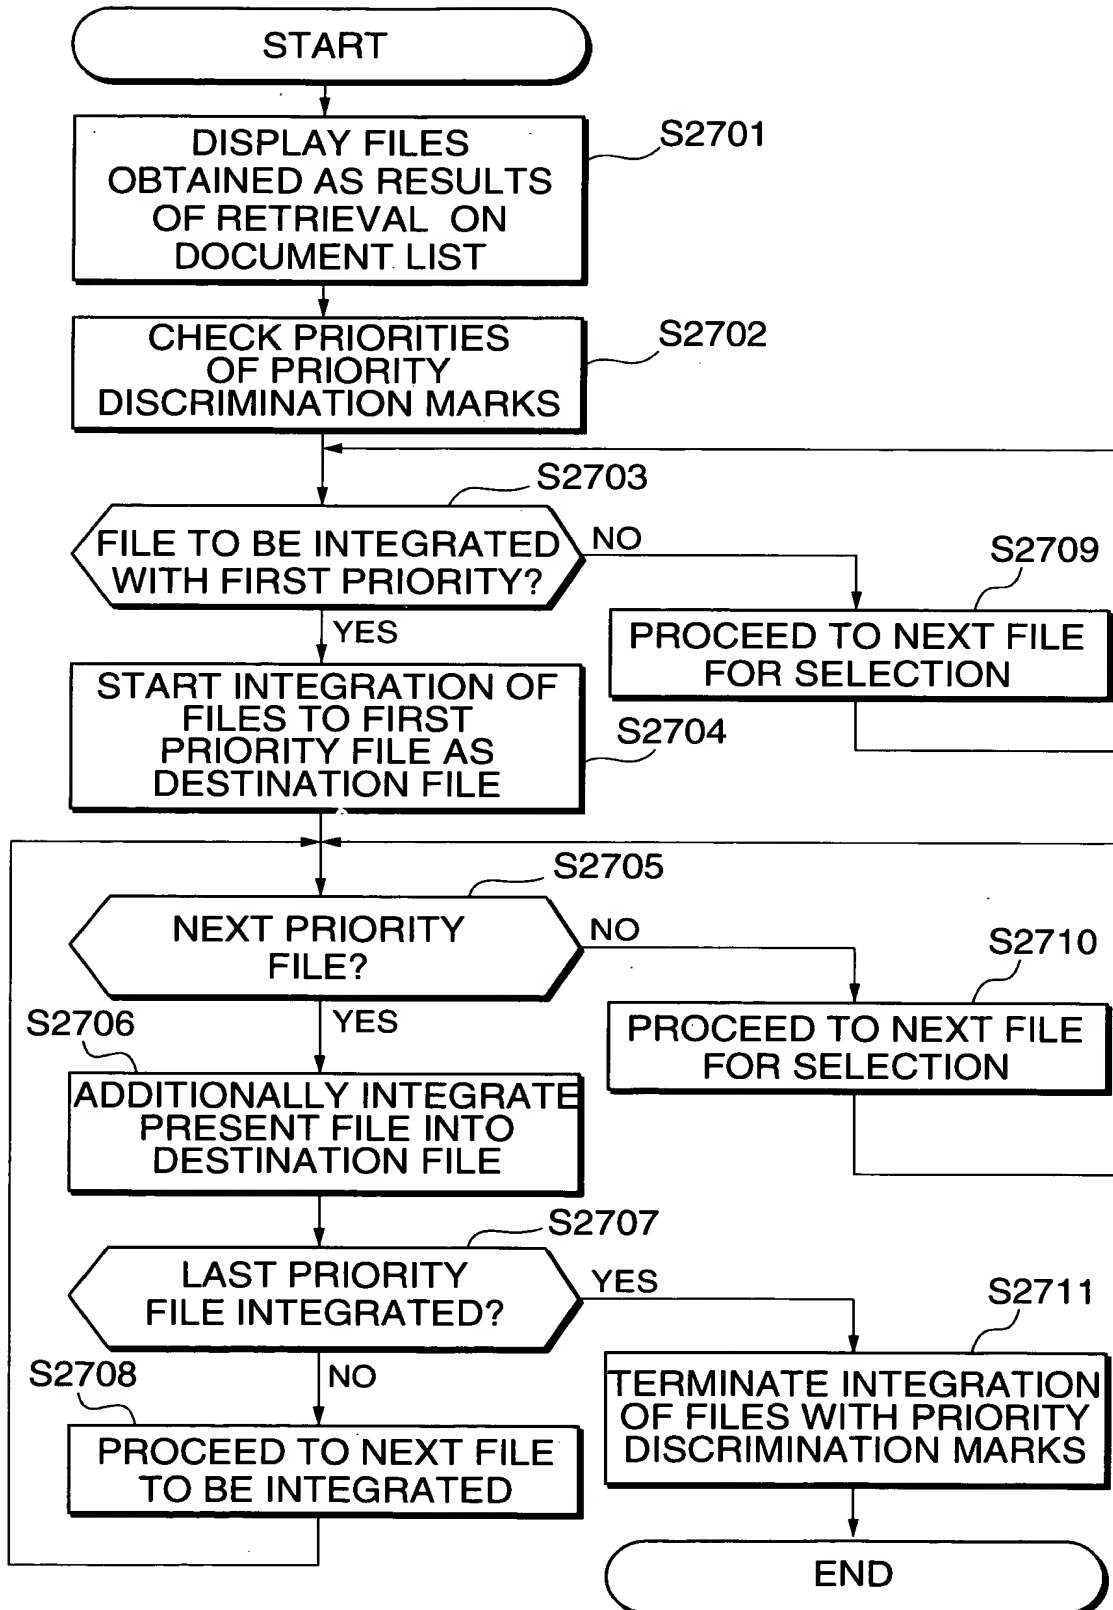 START
DISPLAY FILES
OBTAINED AS RESULTS
OF RETRIEVAL ON
DOCUMENT LIST
S2701
CHECK PRIORITIES
OF PRIORITY
DISCRIMINATION MARKS
S2702
S2703
FILE TO BE INTEGRATED
WITH FIRST PRIORITY?
NO
YES
S2709
PROCEED TO NEXT FILE
FOR SELECTION
START INTEGRATION OF
FILES TO FIRST
PRIORITY FILE AS
DESTINATION FILE
S2704
S2705
NEXT PRIORITY
FILE?
NO
YES
S2710
PROCEED TO NEXT FILE
FOR SELECTION
S2706
ADDITIONALLY INTEGRATE
PRESENT FILE INTO
DESTINATION FILE
S2707
LAST PRIORITY
FILE INTEGRATED?
YES
NO
S2711
TERMINATE INTEGRATION
OF FILES WITH PRIORITY
DISCRIMINATION MARKS
S2708
PROCEED TO NEXT FILE
TO BE INTEGRATED
END